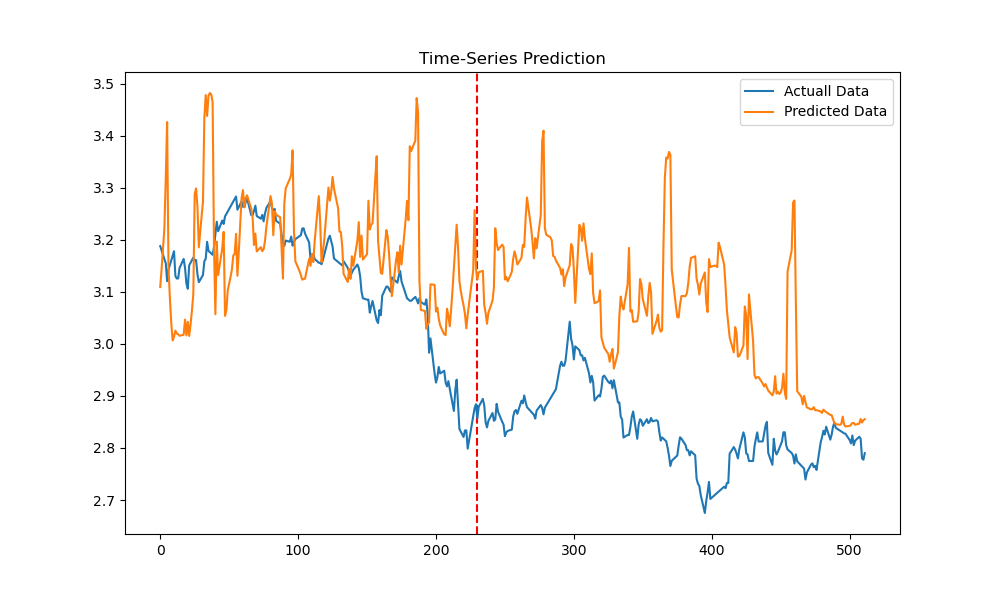 Time-Series Prediction
Actuall Data
Predicted Data
3.5
3.4
3.3
3.2
3.1
3.0
2.9
2.8
2.7
0 100 200 300 400 500